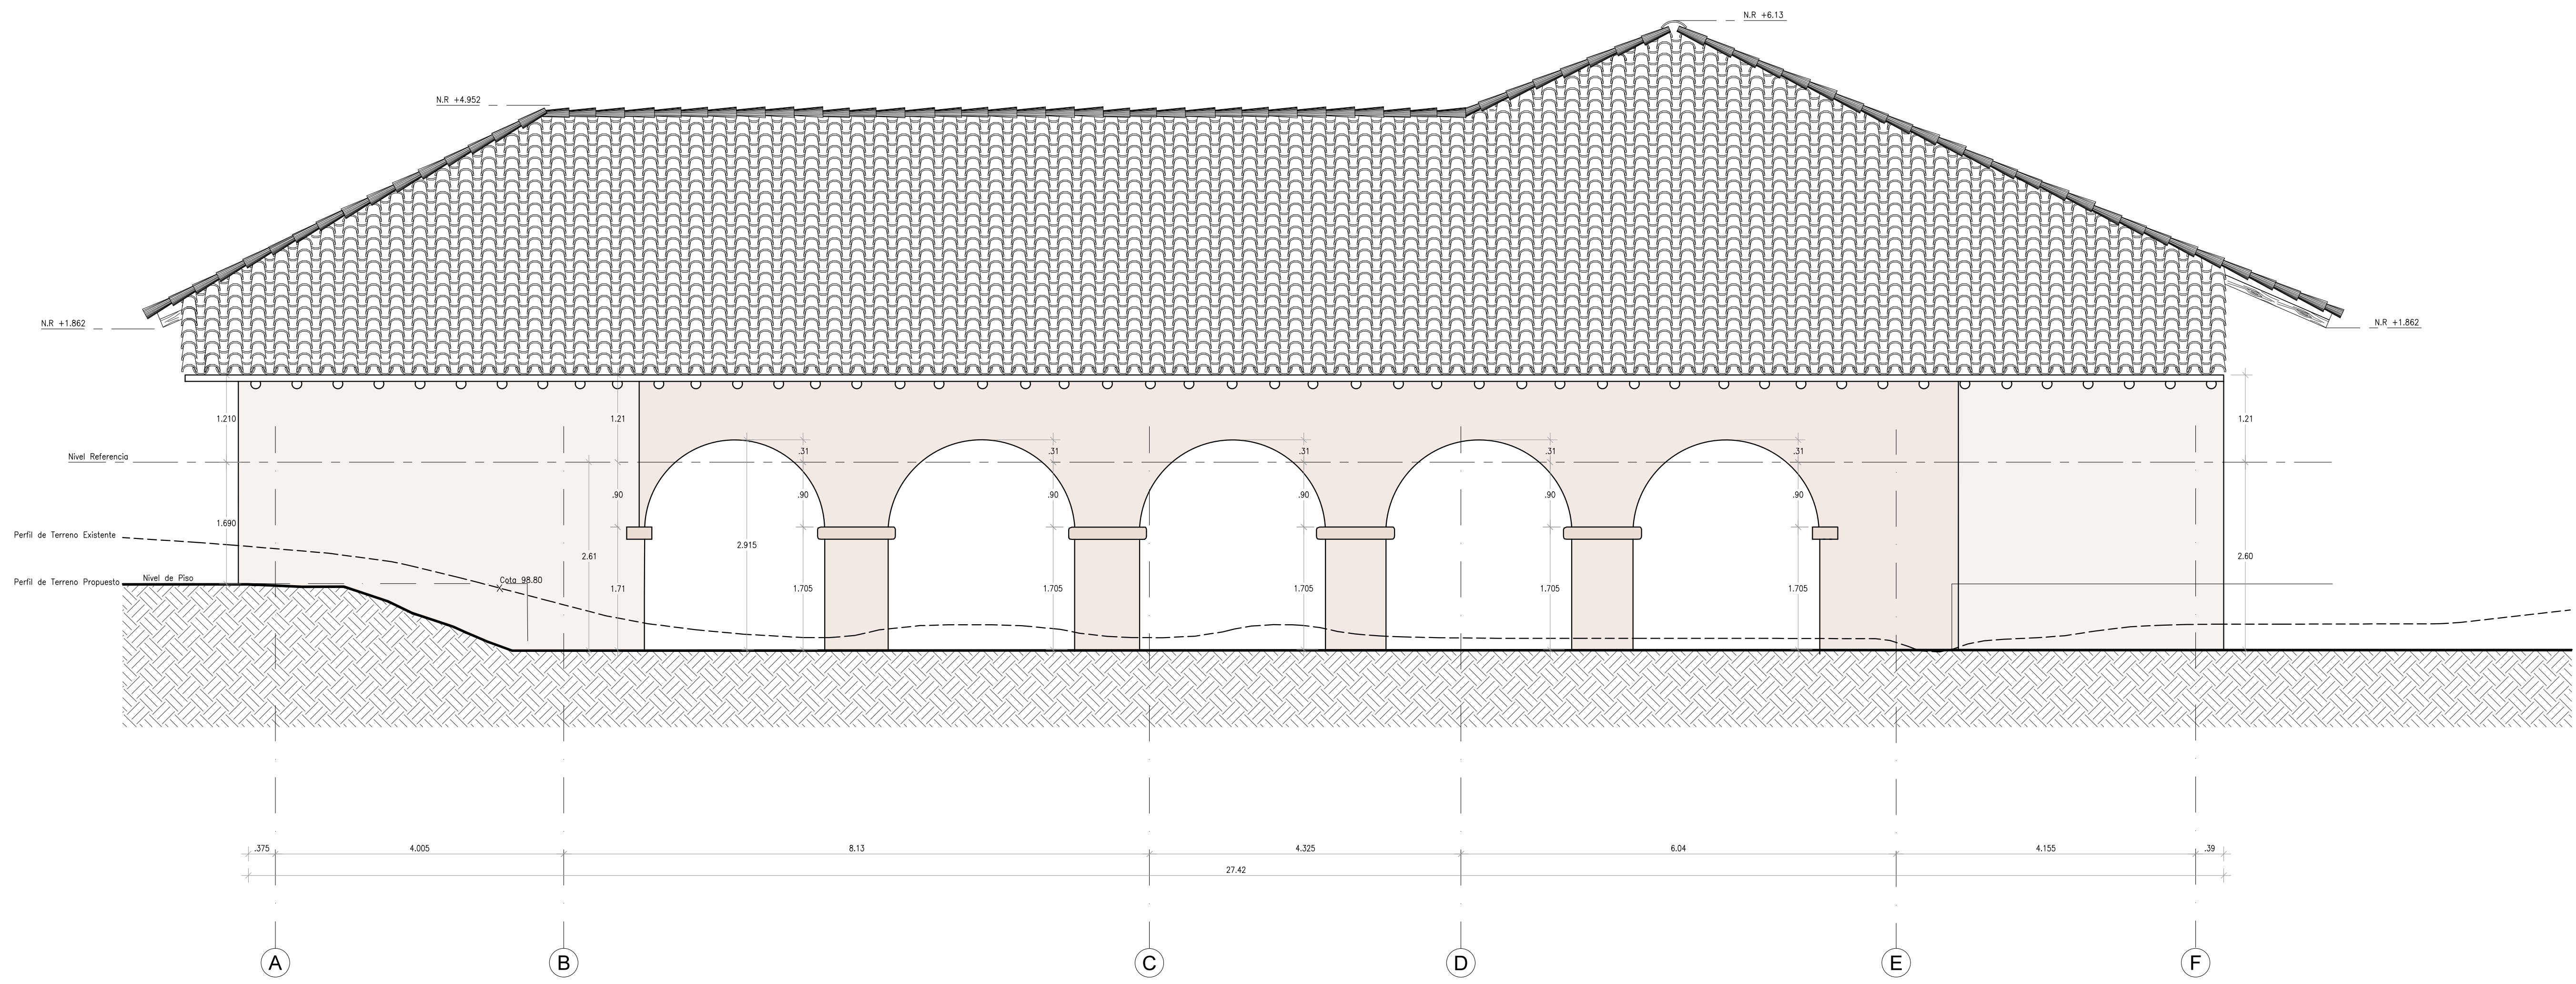 N.R +6.13
N.R +4.952
N.R +1.862
N.R +1.862
1.210
1.21
1.21
Nivel Referencia
.31
.31
.31
.31
.31
.90
.90
.90
.90
.90
.90
1.690
Perfil de Terreno Existente
2.915
2.61
2.60
Perfil de Terreno Propuesto
Nivel de Piso
Cota 98.80
1.71
1.705
1.705
1.705
1.705
1.705
.375
4.005
8.13
4.325
6.04
4.155
.39
27.42
A
B
C
D
E
F